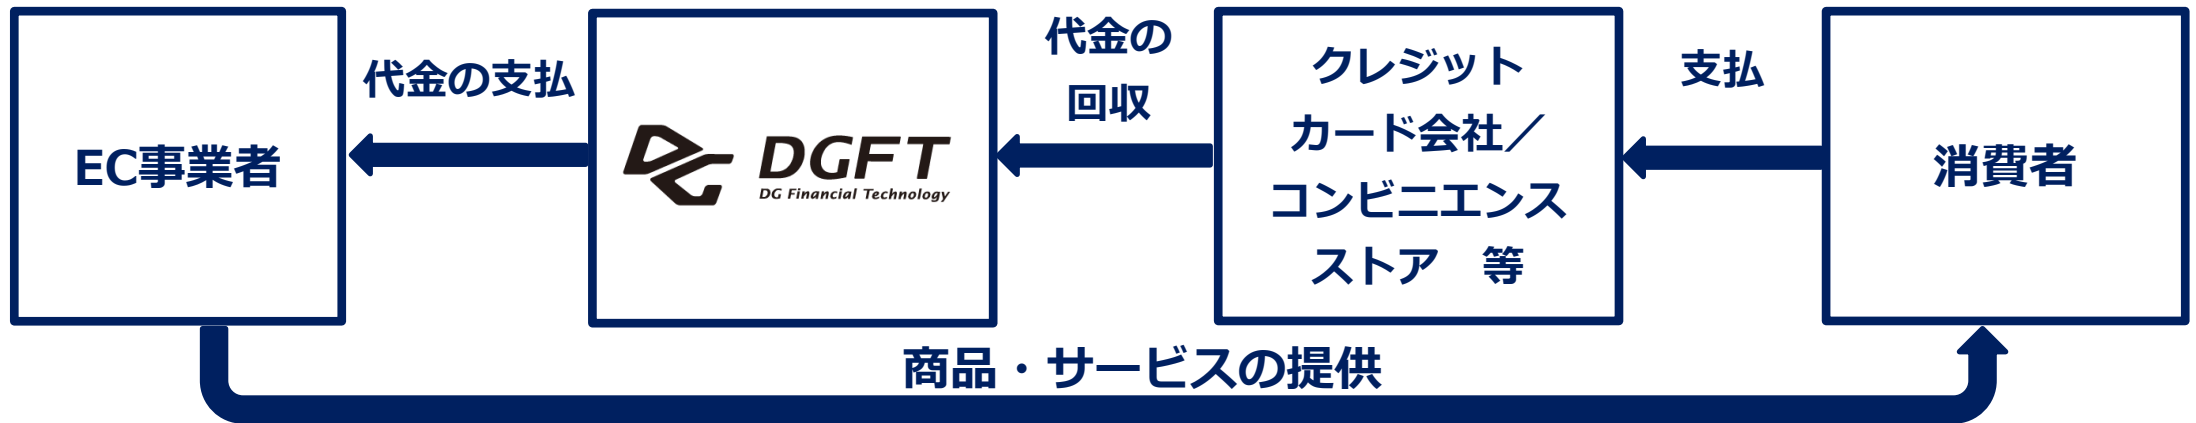 EC事業者
代金の支払
DGFT
DG Financial Technology
代金の
回収
クレジット
カード会社／
コンビニエンス
ストア　等
支払
消費者
商品・サービスの提供